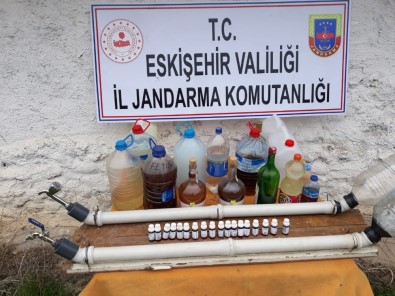 T.C.
ESKİŞEHİR VALİLİĞİ
İL JANDARMA KOMUTANLIĞI